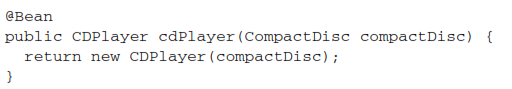 @Bean
public CDPlayer cdPlayer(CompactDisc compactDisc) {
  return new CDPlayer(compactDisc);
}